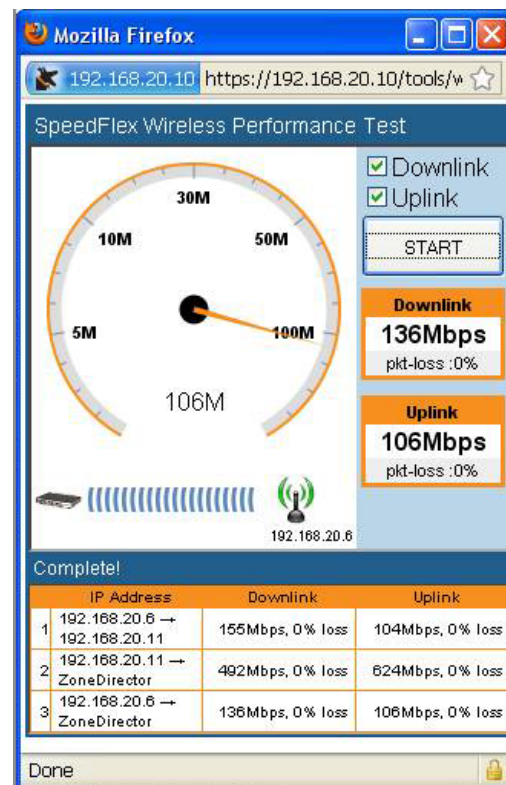 Mozilla Firefox
192.168.20.10 https://192.168.20.10/tools/w
SpeedFlex Wireless Performance Test
Downlink
Uplink
START
30M
10M
50M
5M
100M
106M
Downlink
136Mbps
pkt-loss :0%
Uplink
106Mbps
pkt-loss :0%
192.168.20.6
Complete!
IP Address Downlink Uplink
1 192.168.20.6 → 155Mbps, 0% loss 104Mbps, 0% loss
192.168.20.11
2 192.168.20.11 → 492Mbps, 0% loss 624Mbps, 0% loss
ZoneDirector
3 192.168.20.6 → 136Mbps, 0% loss 106Mbps, 0% loss
ZoneDirector
Done